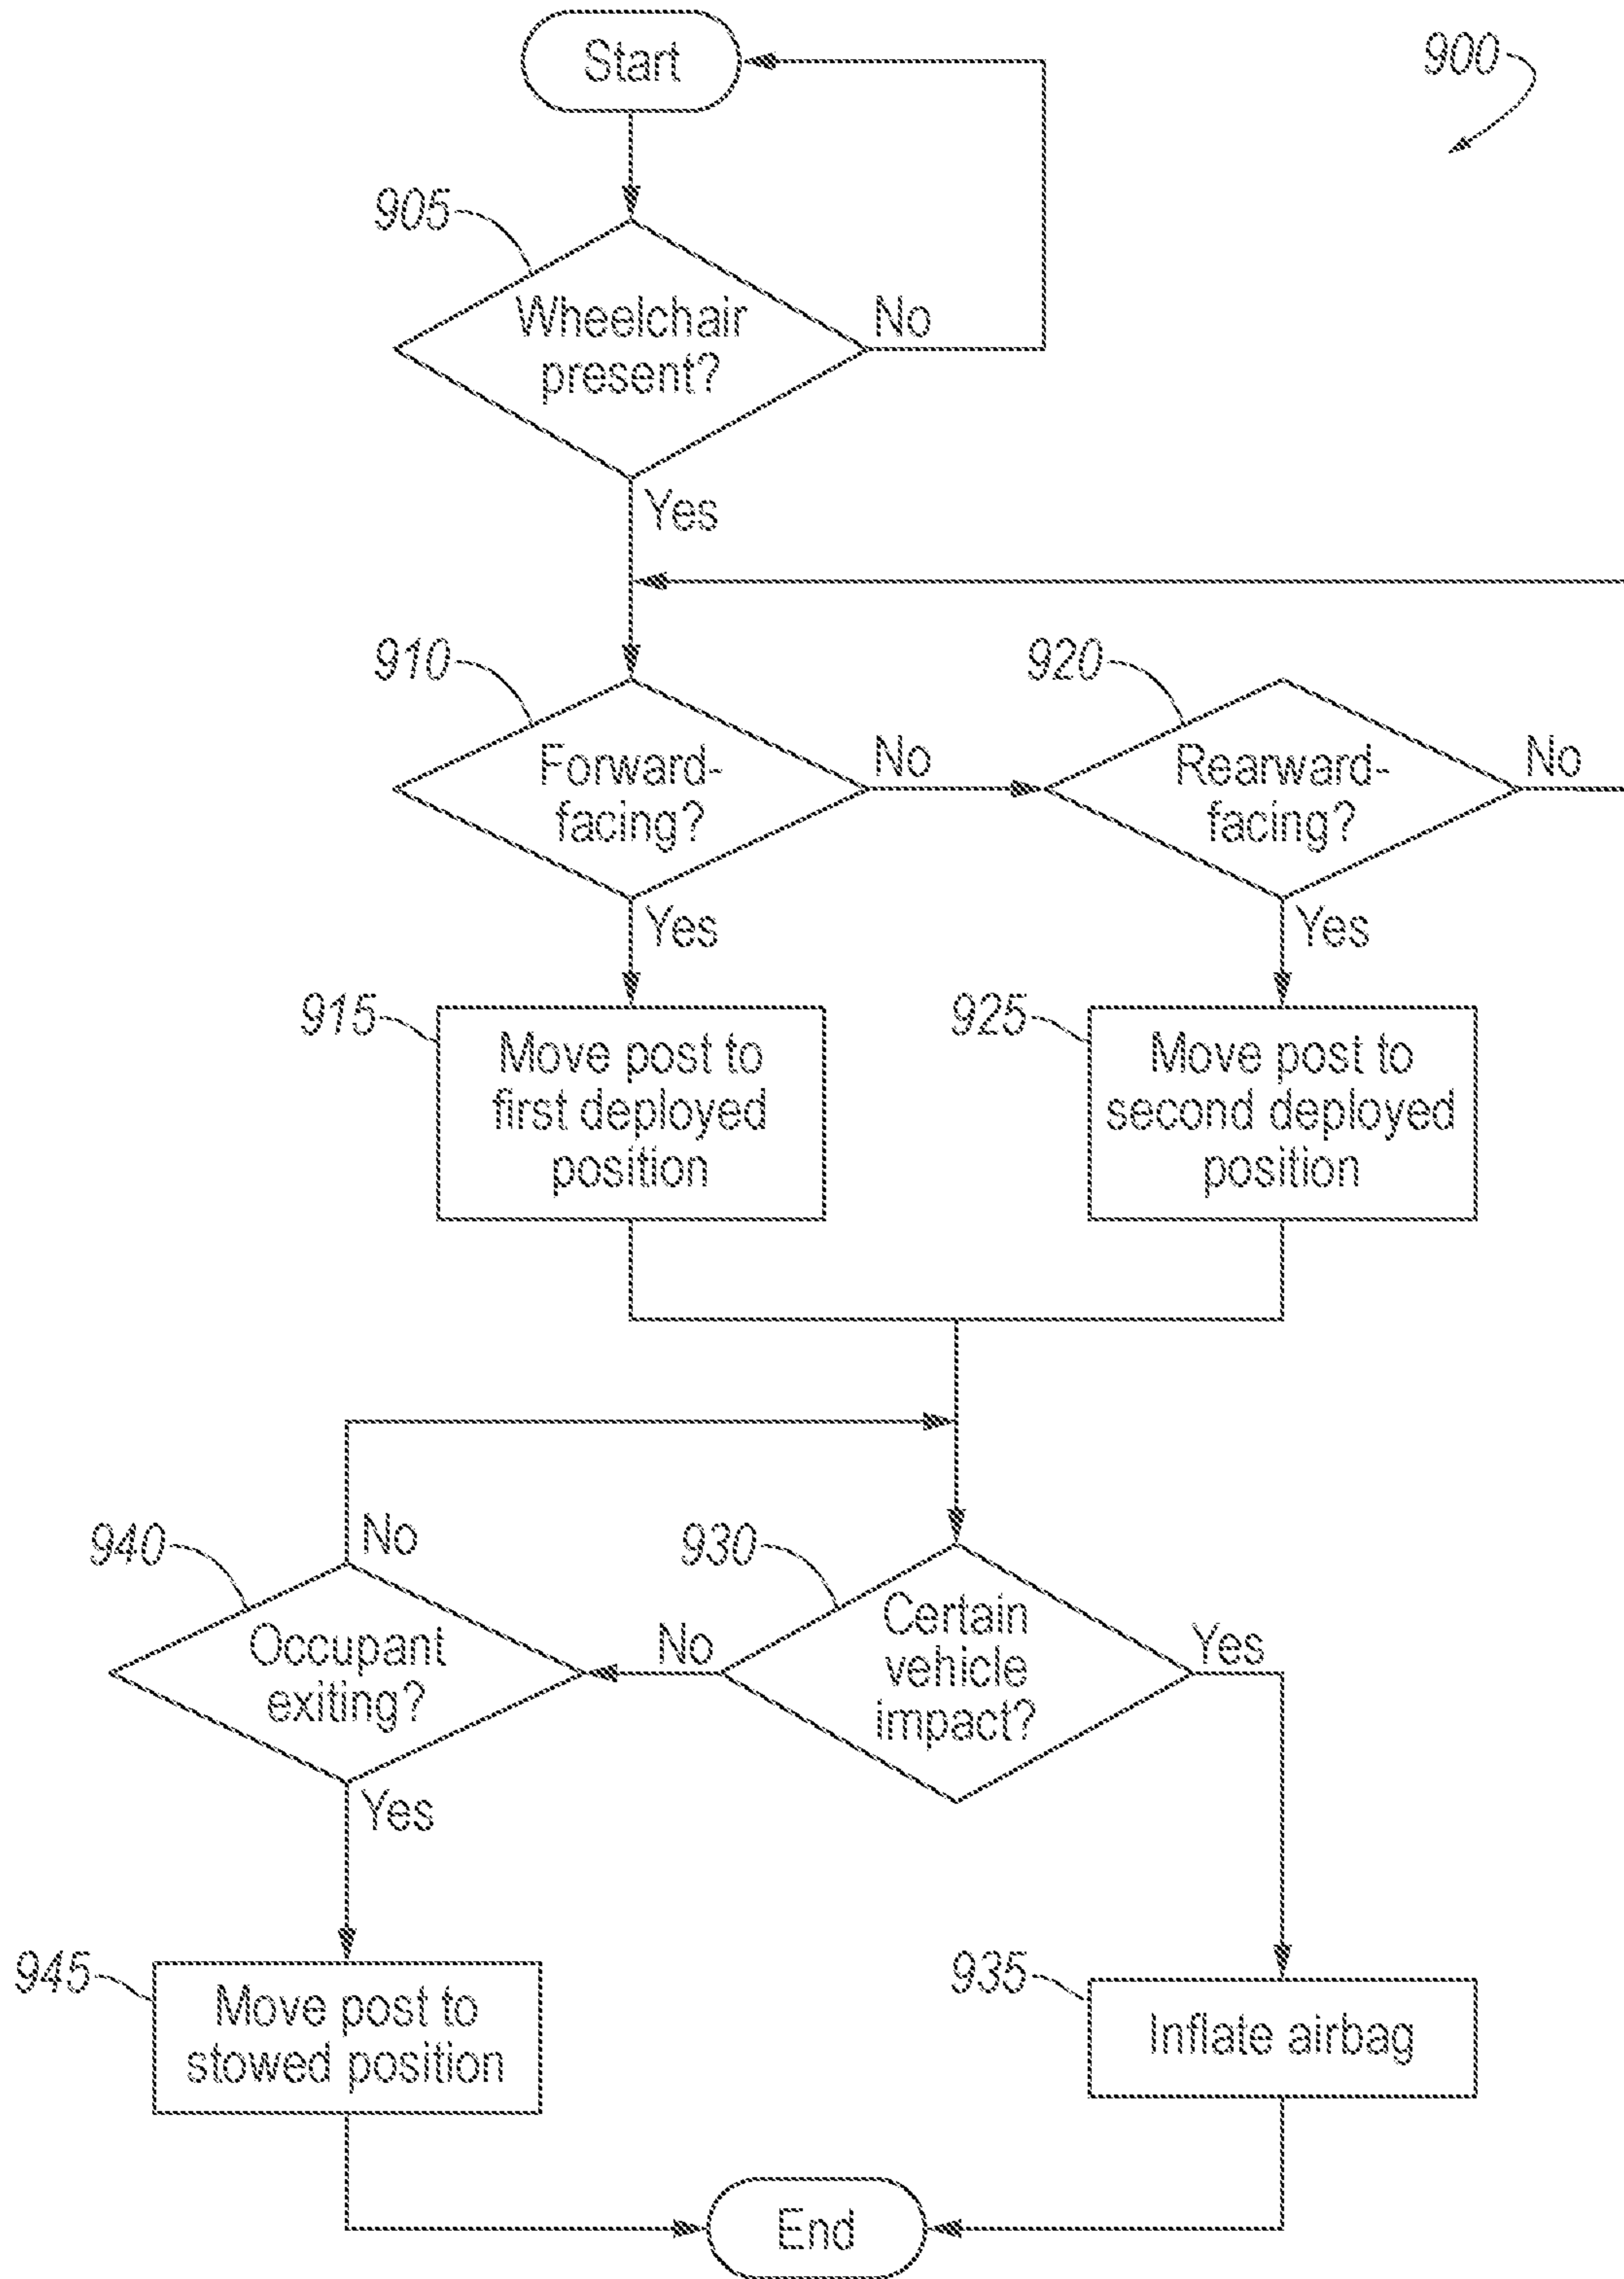 Start
900
905
Wheelchair
present?
No
Yes
910
Forward-
facing?
No
920
Rearward-
facing?
No
Yes
Yes
915
Move post to
first deployed
position
925
Move post to
second deployed
position
940
No
Occupant
exiting?
No
930
Certain
vehicle
impact?
Yes
Yes
945
Move post to
stowed position
935
Inflate airbag
End